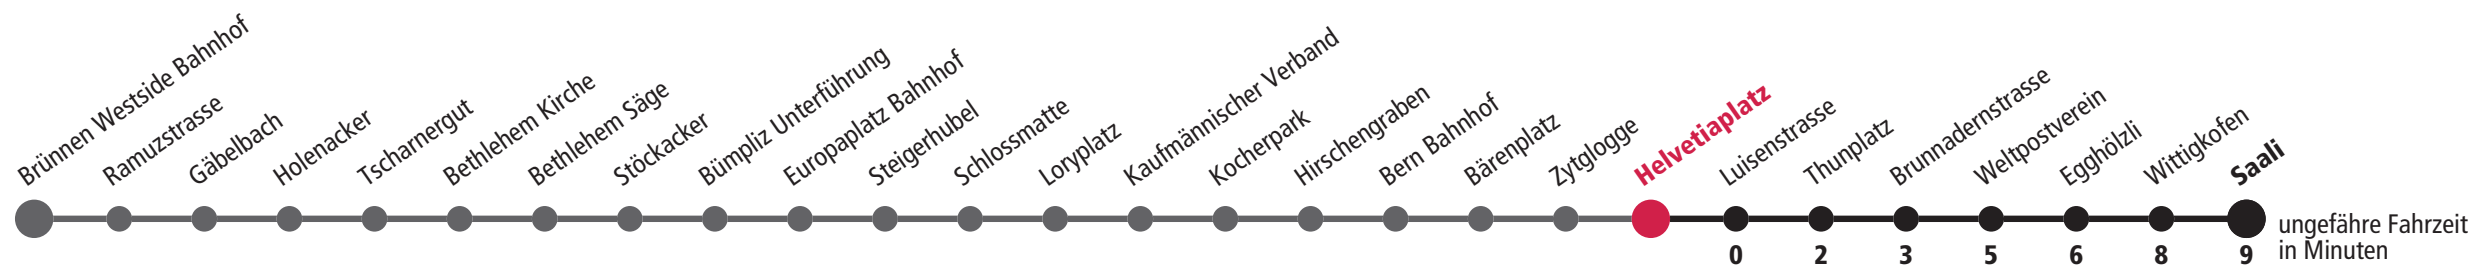 Brünnen Westside Bahnhof
Ramuzstrasse
Gäbelbach
Holenacker
Tscharnergut
Bethlehem Kirche
Bethlehem Säge
Stöckacker
Bümpliz Unterführung
Europaplatz Bahnhof
Steigerhubel
Schlossmatte
Loryplatz
Kaufmännischer Verband
Kocherpark
Hirschengraben
Bern Bahnhof
Bärenplatz
Zytglogge
Helvetiaplatz
Luisenstrasse
Thunplatz
Brunnadernstrasse
Weltpostverein
Egghölzli
Wittigkofen
Saali
0 2 3 5 6 8 9
ungefähre Fahrzeit
in Minuten